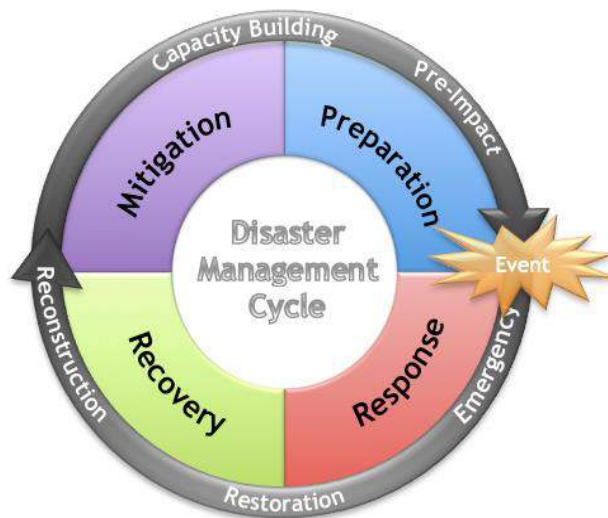 Capacity Building
Pre-Impact
Mitigation
Preparation
Disaster
Management
Cycle
Event
Reconstruction
Recovery
Response
Emergency
Restoration